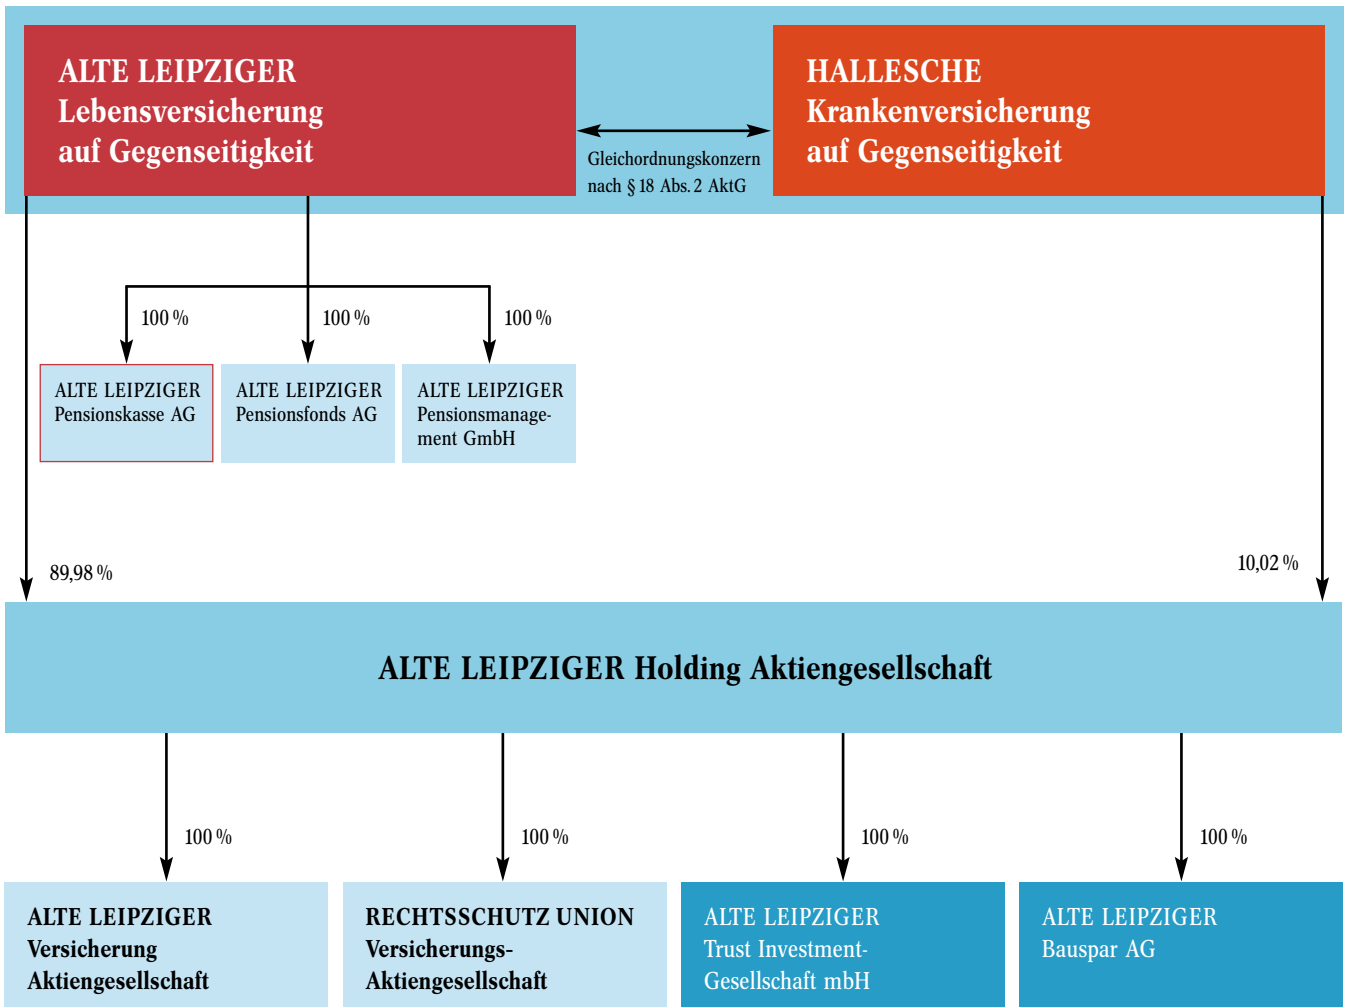 ALTE LEIPZIGER
Lebensversicherung
auf Gegenseitigkeit
Gleichordnungskonzern
nach § 18 Abs. 2 AktG
HALLESCHE
Krankenversicherung
auf Gegenseitigkeit
100 %
100 %
100 %
ALTE LEIPZIGER
Pensionskasse AG
ALTE LEIPZIGER
Pensionsfonds AG
ALTE LEIPZIGER
Pensionsmanage-
ment GmbH
89,98 %
10,02 %
ALTE LEIPZIGER Holding Aktiengesellschaft
100 %
100 %
100 %
100 %
ALTE LEIPZIGER
Versicherung
Aktiengesellschaft
RECHTSSCHUTZ UNION
Versicherungs-
Aktiengesellschaft
ALTE LEIPZIGER
Trust Investment-
Gesellschaft mbH
ALTE LEIPZIGER
Bauspar AG